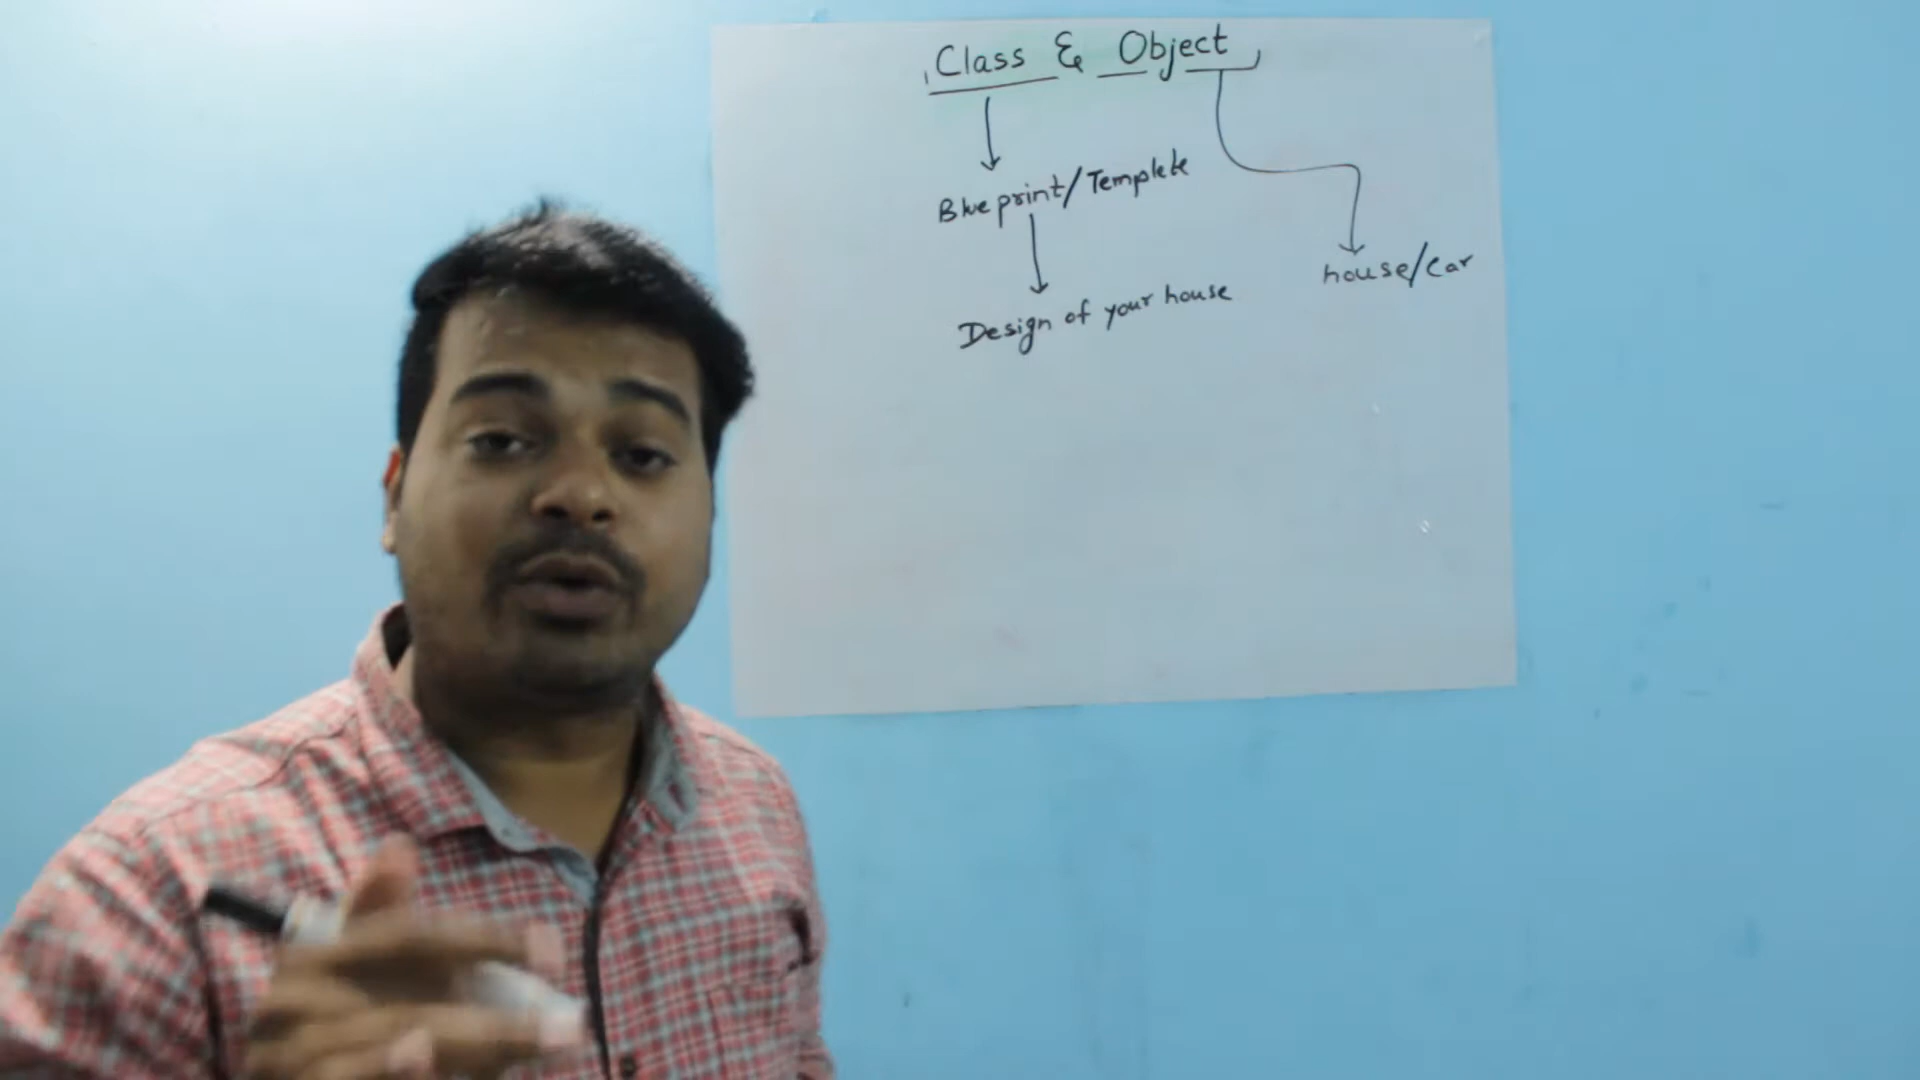 Class & Object
Blueprint/Templete
house/car
Design of your house